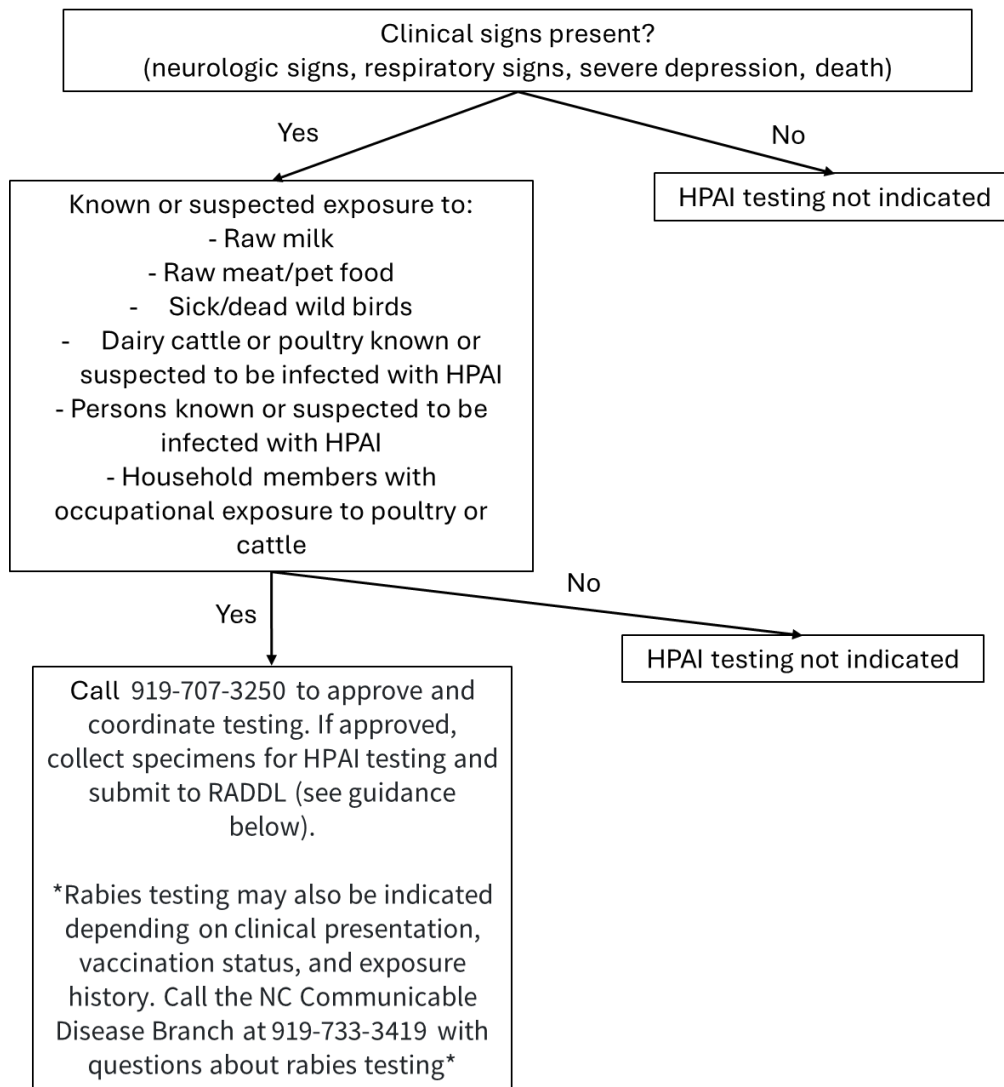 Clinical signs present?
(neurologic signs, respiratory signs, severe depression, death)
Yes
No
Known or suspected exposure to:
- Raw milk
- Raw meat/pet food
- Sick/dead wild birds
- Dairy cattle or poultry known or
suspected to be infected with HPAI
- Persons known or suspected to be
infected with HPAI
- Household members with
occupational exposure to poultry or
cattle
HPAI testing not indicated
Yes
No
Call 919-707-3250 to approve and
coordinate testing. If approved,
collect specimens for HPAI testing and
submit to RADDL (see guidance
below).
*Rabies testing may also be indicated
depending on clinical presentation,
vaccination status, and exposure
history. Call the NC Communicable
Disease Branch at 919-733-3419 with
questions about rabies testing*
HPAI testing not indicated